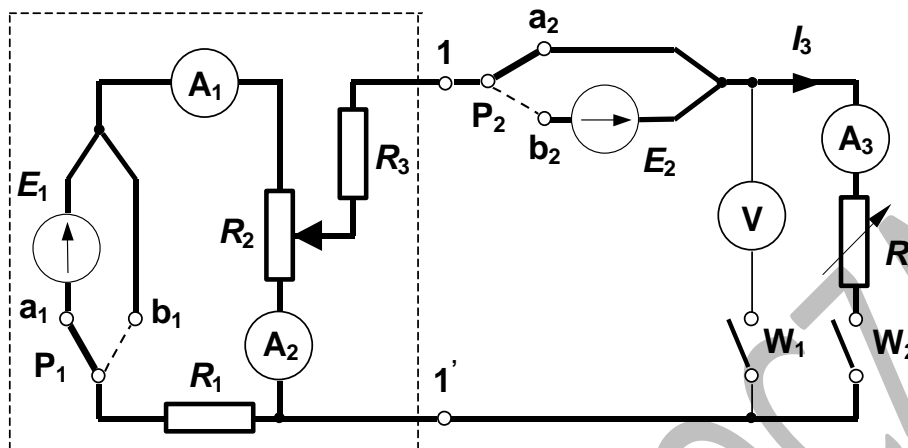 a₂
1
I₃
A₁
P₂
b₂
E₂
A₃
R₃
E₁
R₂
V
R
a₁
b₁
A₂
W₁
W₂
P₁
R₁
1'